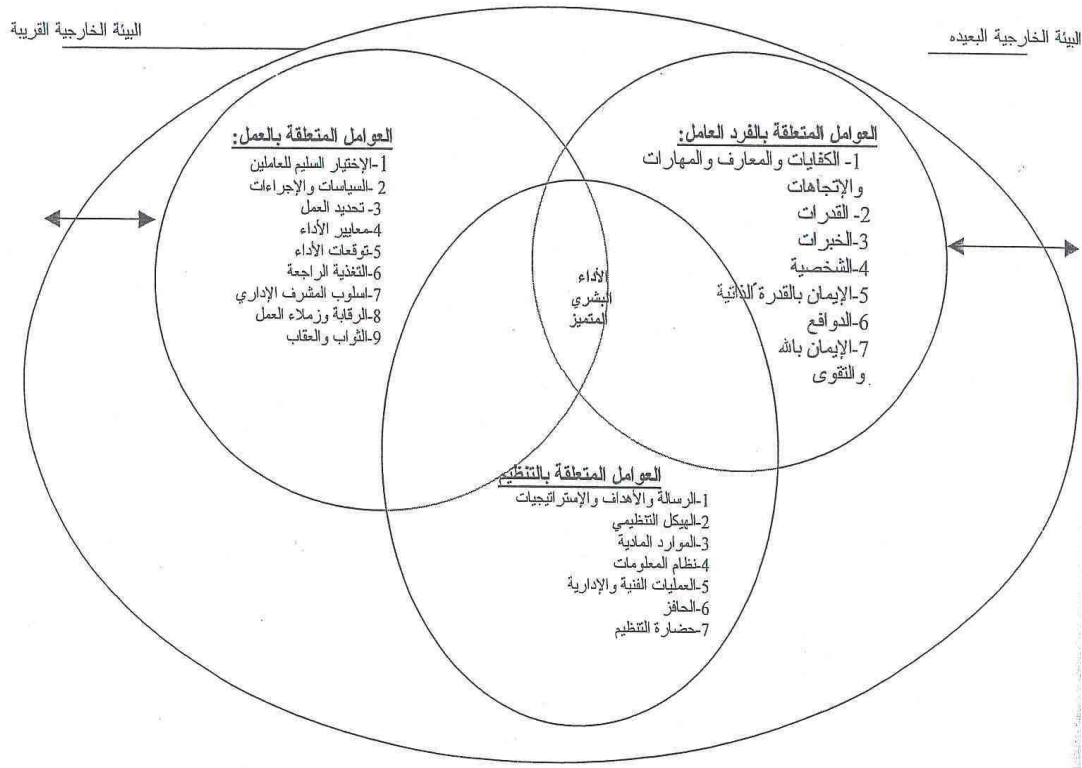 البيئة الخارجية البعيده
البيئة الخارجية القريبة
العوامل المتعلقة بالفرد العامل:
1- الكفايات والمعارف والمهارات
والإتجاهات
2- القدرات
3-الخبرات
4-الشخصية
5-الإيمان بالقدرة الذاتية
6-الدوافع
7-الإيمان بالله
والتقوى
العوامل المتعلقة بالعمل:
1-الإختيار السليم للعاملين
2 -السياسات والإجراءات
3- تحديد العمل
4-معايير الأداء
5-توقعات الأداء
6-التغذية الراجعة
7-اسلوب المشرف الإداري
8-الرقابة وزملاء العمل
9-الثواب والعقاب
الأداء
البشري
المتميز
العوامل المتعلقة بالتنظيم
1-الرسالة والأهداف والإستراتيجيات
2-الهيكل التنظيمي
3-الموارد المادية
4-نظام المعلومات
5-العمليات الفنية والإدارية
6-الحافز
7-حضارة التنظيم